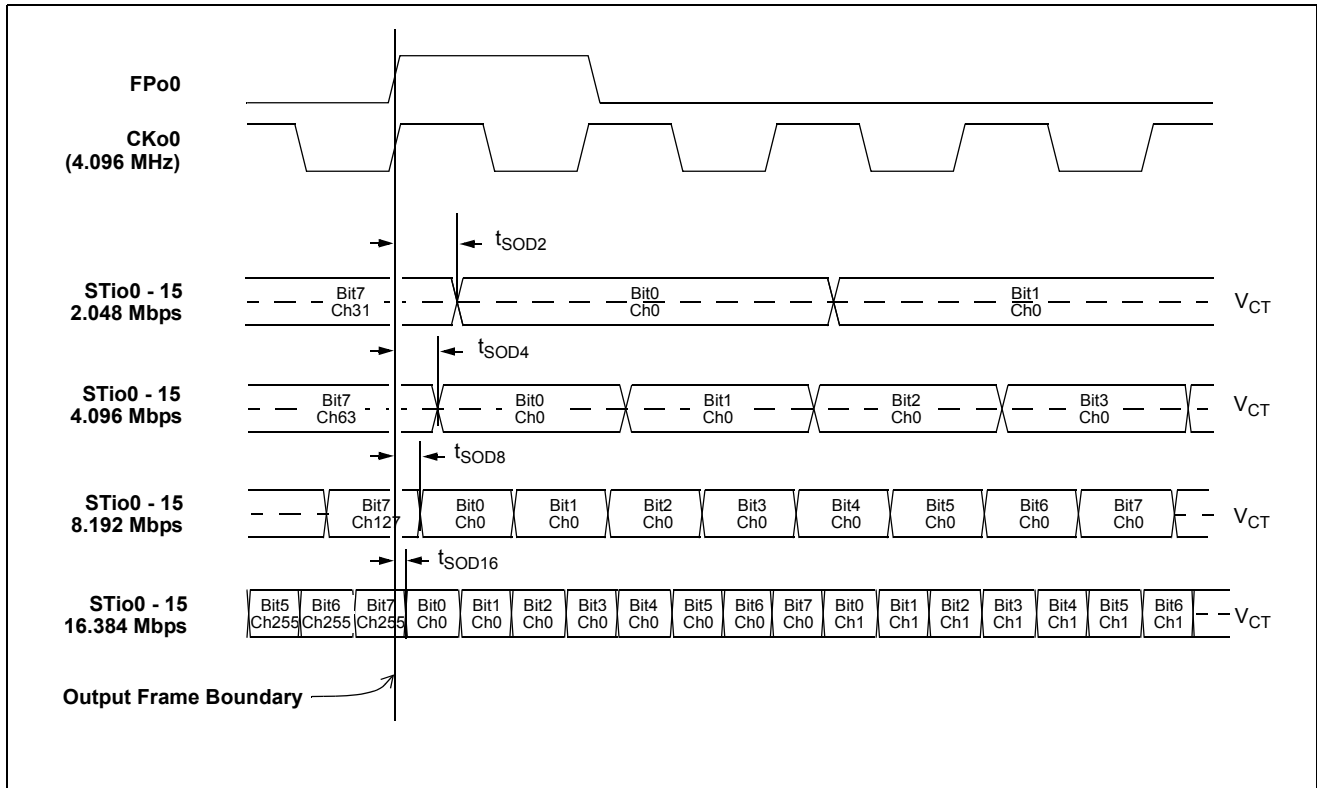 FPo0
CKo0
(4.096 MHz)
tSOD2
STio0 - 15
2.048 Mbps
Bit7
Ch31
Bit0
Ch0
Bit1
Ch0
VCT
tSOD4
STio0 - 15
4.096 Mbps
Bit7
Ch63
Bit0
Ch0
Bit1
Ch0
Bit2
Ch0
Bit3
Ch0
VCT
tSOD8
STio0 - 15
8.192 Mbps
Bit7
Ch127
Bit0
Ch0
Bit1
Ch0
Bit2
Ch0
Bit3
Ch0
Bit4
Ch0
Bit5
Ch0
Bit6
Ch0
Bit7
Ch0
VCT
tSOD16
STio0 - 15
16.384 Mbps
Bit5
Ch255
Bit6
Ch255
Bit7
Ch255
Bit0
Ch0
Bit1
Ch0
Bit2
Ch0
Bit3
Ch0
Bit4
Ch0
Bit5
Ch0
Bit6
Ch0
Bit7
Ch0
Bit0
Ch1
Bit1
Ch1
Bit2
Ch1
Bit3
Ch1
Bit4
Ch1
Bit5
Ch1
Bit6
Ch1
VCT
Output Frame Boundary